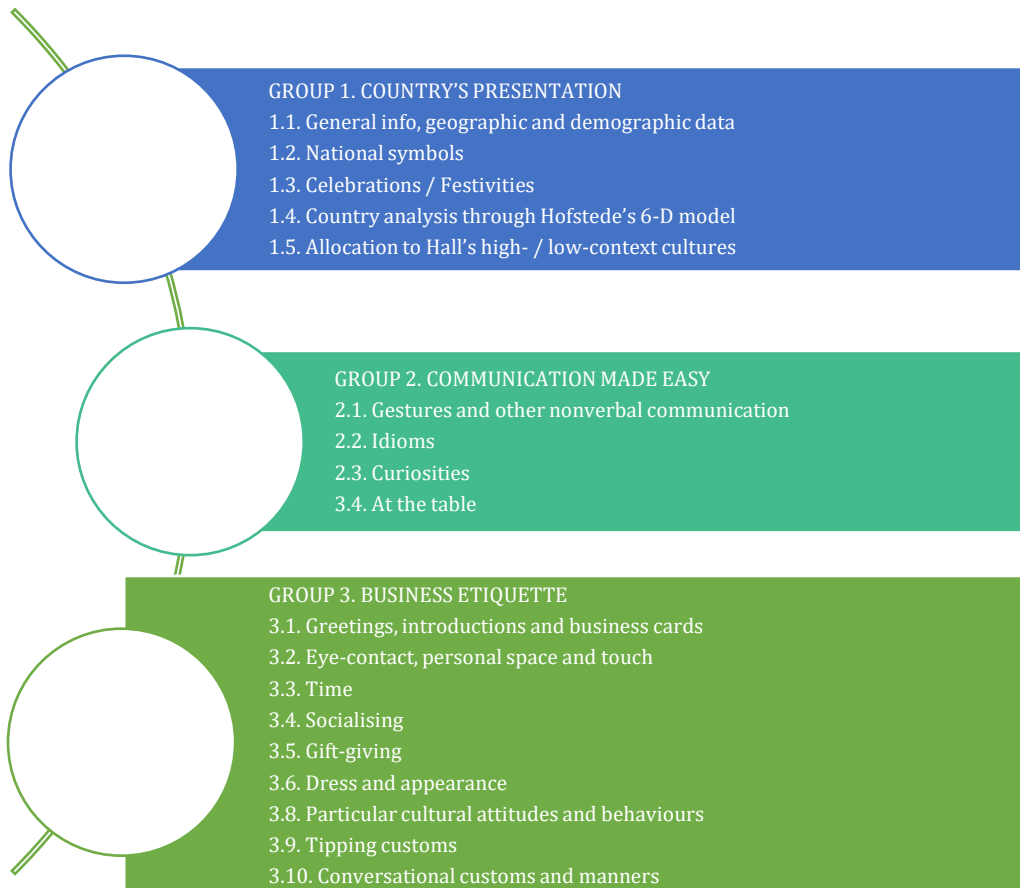 GROUP 1. COUNTRY’S PRESENTATION
1.1. General info, geographic and demographic data
1.2. National symbols
1.3. Celebrations / Festivities
1.4. Country analysis through Hofstede’s 6-D model
1.5. Allocation to Hall’s high- / low-context cultures
GROUP 2. COMMUNICATION MADE EASY
2.1. Gestures and other nonverbal communication
2.2. Idioms
2.3. Curiosities
3.4. At the table
GROUP 3. BUSINESS ETIQUETTE
3.1. Greetings, introductions and business cards
3.2. Eye-contact, personal space and touch
3.3. Time
3.4. Socialising
3.5. Gift-giving
3.6. Dress and appearance
3.8. Particular cultural attitudes and behaviours
3.9. Tipping customs
3.10. Conversational customs and manners